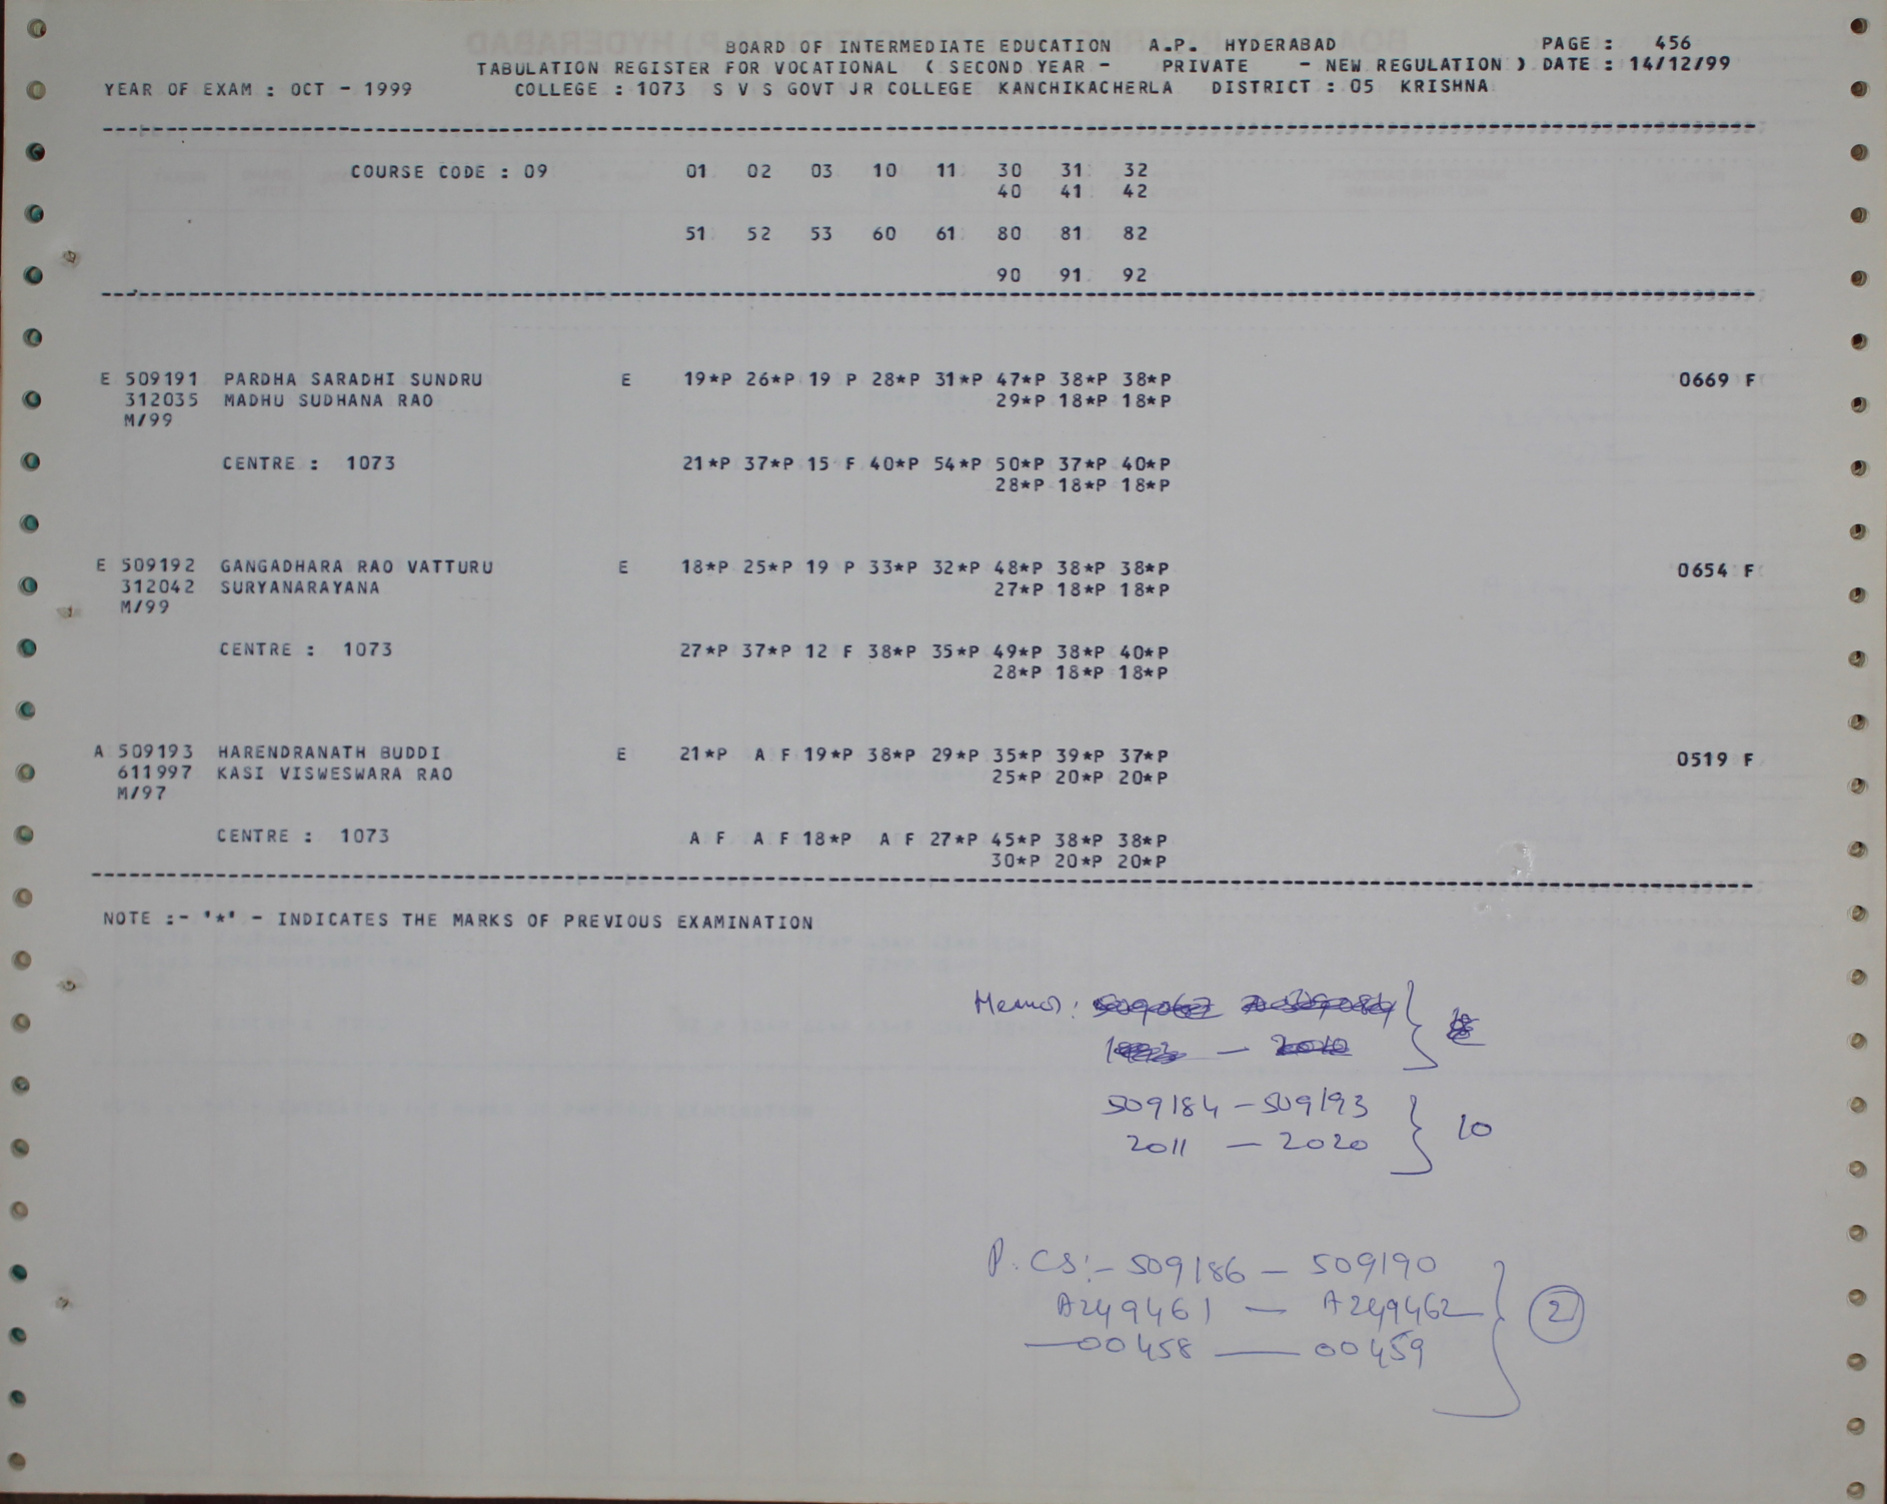 BOARD OF INTERMEDIATE EDUCATION A.P. HYDERABAD PAGE : 456
TABULATION REGISTER FOR VOCATIONAL ( SECOND YEAR - PRIVATE - NEW REGULATION ) DATE : 14/12/99
YEAR OF EXAM : OCT - 1999 COLLEGE : 1073 S V S GOVT JR COLLEGE KANCHIKACHERLA DISTRICT : 05 KRISHNA
COURSE CODE : 09 01 02 03 10 11 30 31 32
40 41 42
51 52 53 60 61 80 81 82
90 91 92
E 509191 PARDHA SARADHI SUNDRU E 19*P 26*P 19 P 28*P 31*P 47*P 38*P 38*P 0669 F
312035 MADHU SUDHANA RAO 29*P 18*P 18*P
M/99
CENTRE : 1073 21*P 37*P 15 F 40*P 54*P 50*P 37*P 40*P
28*P 18*P 18*P
E 509192 GANGADHARA RAO VATTURU E 18*P 25*P 19 P 33*P 32*P 48*P 38*P 38*P 0654 F
312042 SURYANARAYANA 27*P 18*P 18*P
M/99
CENTRE : 1073 27*P 37*P 12 F 38*P 35*P 49*P 38*P 40*P
28*P 18*P 18*P
A 509193 HARENDRANATH BUDDI E 21*P A F 19*P 38*P 29*P 35*P 39*P 37*P 0519 F
611997 KASI VISWESWARA RAO 25*P 20*P 20*P
M/97
CENTRE : 1073 A F A F 18*P A F 27*P 45*P 38*P 38*P
30*P 20*P 20*P
NOTE :- '*' - INDICATES THE MARKS OF PREVIOUS EXAMINATION
Memos :
509184 - 509193 } 10
2011 - 2020
P.CS:- 509186 - 509190
A249461 - A249462 } 2
00458 - 00459